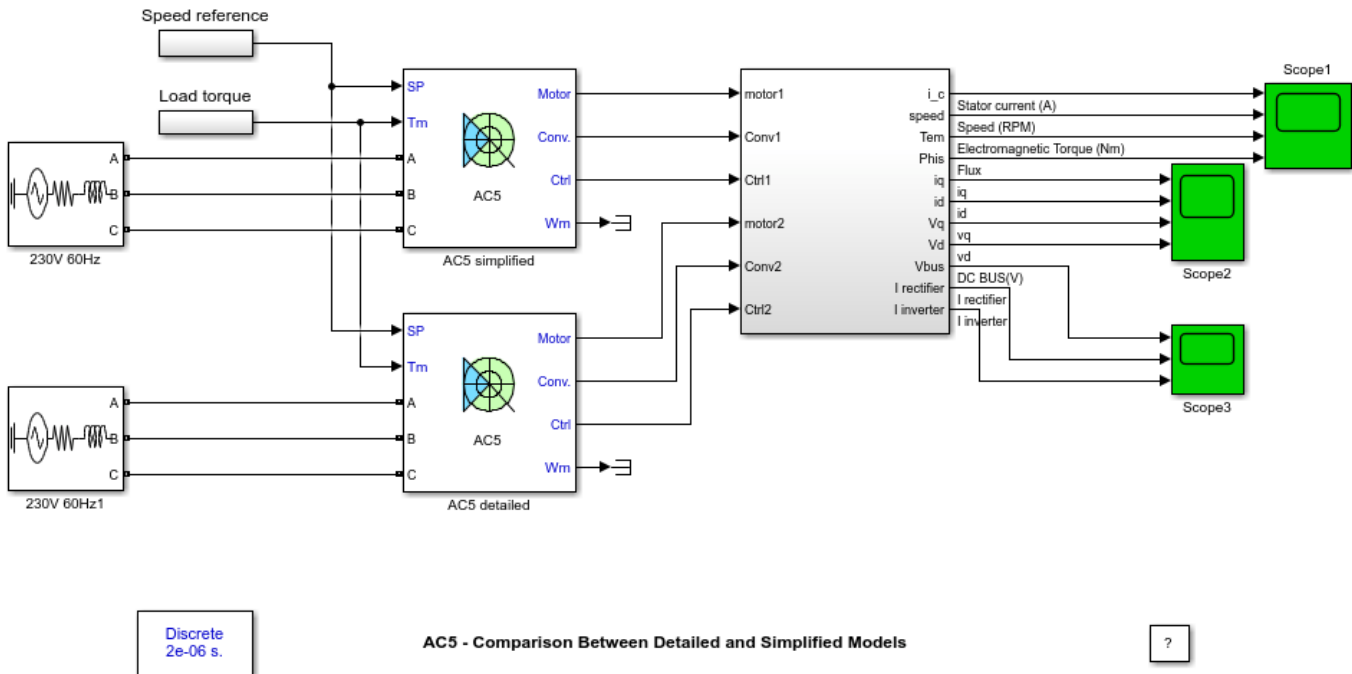 Speed reference
Load torque
A
B
C
230V 60Hz
SP
Tm
A
B
C
Motor
Conv.
Ctrl
Wm
AC5
AC5 simplified
A
B
C
230V 60Hz1
SP
Tm
A
B
C
Motor
Conv.
Ctrl
Wm
AC5
AC5 detailed
motor1
Conv1
Ctrl1
motor2
Conv2
Ctrl2
i_c
speed
Tem
Phis
iq
id
Vq
Vd
Vbus
I rectifier
I inverter
Stator current (A)
Speed (RPM)
Electromagnetic Torque (Nm)
Flux
iq
id
vq
vd
DC BUS(V)
I rectifier
I inverter
Scope1
Scope2
Scope3
Discrete
2e-06 s.
AC5 - Comparison Between Detailed and Simplified Models
?